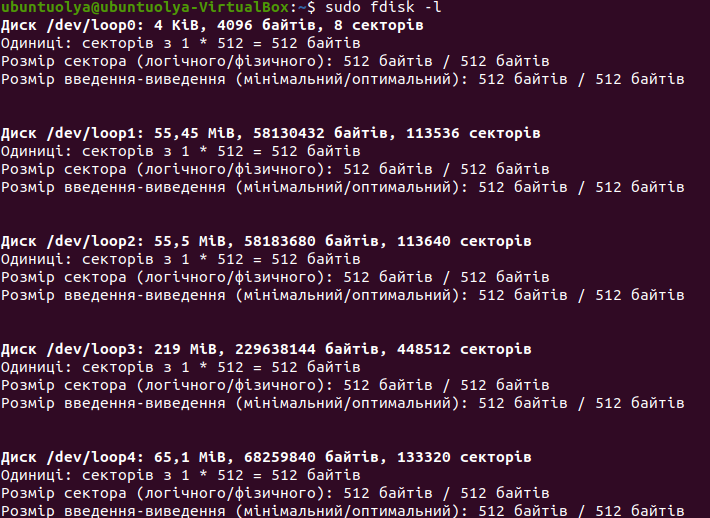 ubuntuolya@ubuntuolya-VirtualBox:~$ sudo fdisk -l
Диск /dev/loop0: 4 KiB, 4096 байтів, 8 секторів
Одиниці: секторів з 1 * 512 = 512 байтів
Розмір сектора (логічного/фізичного): 512 байтів / 512 байтів
Розмір введення-виведення (мінімальний/оптимальний): 512 байтів / 512 байтів
Диск /dev/loop1: 55,45 MiB, 58130432 байтів, 113536 секторів
Одиниці: секторів з 1 * 512 = 512 байтів
Розмір сектора (логічного/фізичного): 512 байтів / 512 байтів
Розмір введення-виведення (мінімальний/оптимальний): 512 байтів / 512 байтів
Диск /dev/loop2: 55,5 MiB, 58183680 байтів, 113640 секторів
Одиниці: секторів з 1 * 512 = 512 байтів
Розмір сектора (логічного/фізичного): 512 байтів / 512 байтів
Розмір введення-виведення (мінімальний/оптимальний): 512 байтів / 512 байтів
Диск /dev/loop3: 219 MiB, 229638144 байтів, 448512 секторів
Одиниці: секторів з 1 * 512 = 512 байтів
Розмір сектора (логічного/фізичного): 512 байтів / 512 байтів
Розмір введення-виведення (мінімальний/оптимальний): 512 байтів / 512 байтів
Диск /dev/loop4: 65,1 MiB, 68259840 байтів, 133320 секторів
Одиниці: секторів з 1 * 512 = 512 байтів
Розмір сектора (логічного/фізичного): 512 байтів / 512 байтів
Розмір введення-виведення (мінімальний/оптимальний): 512 байтів / 512 байтів